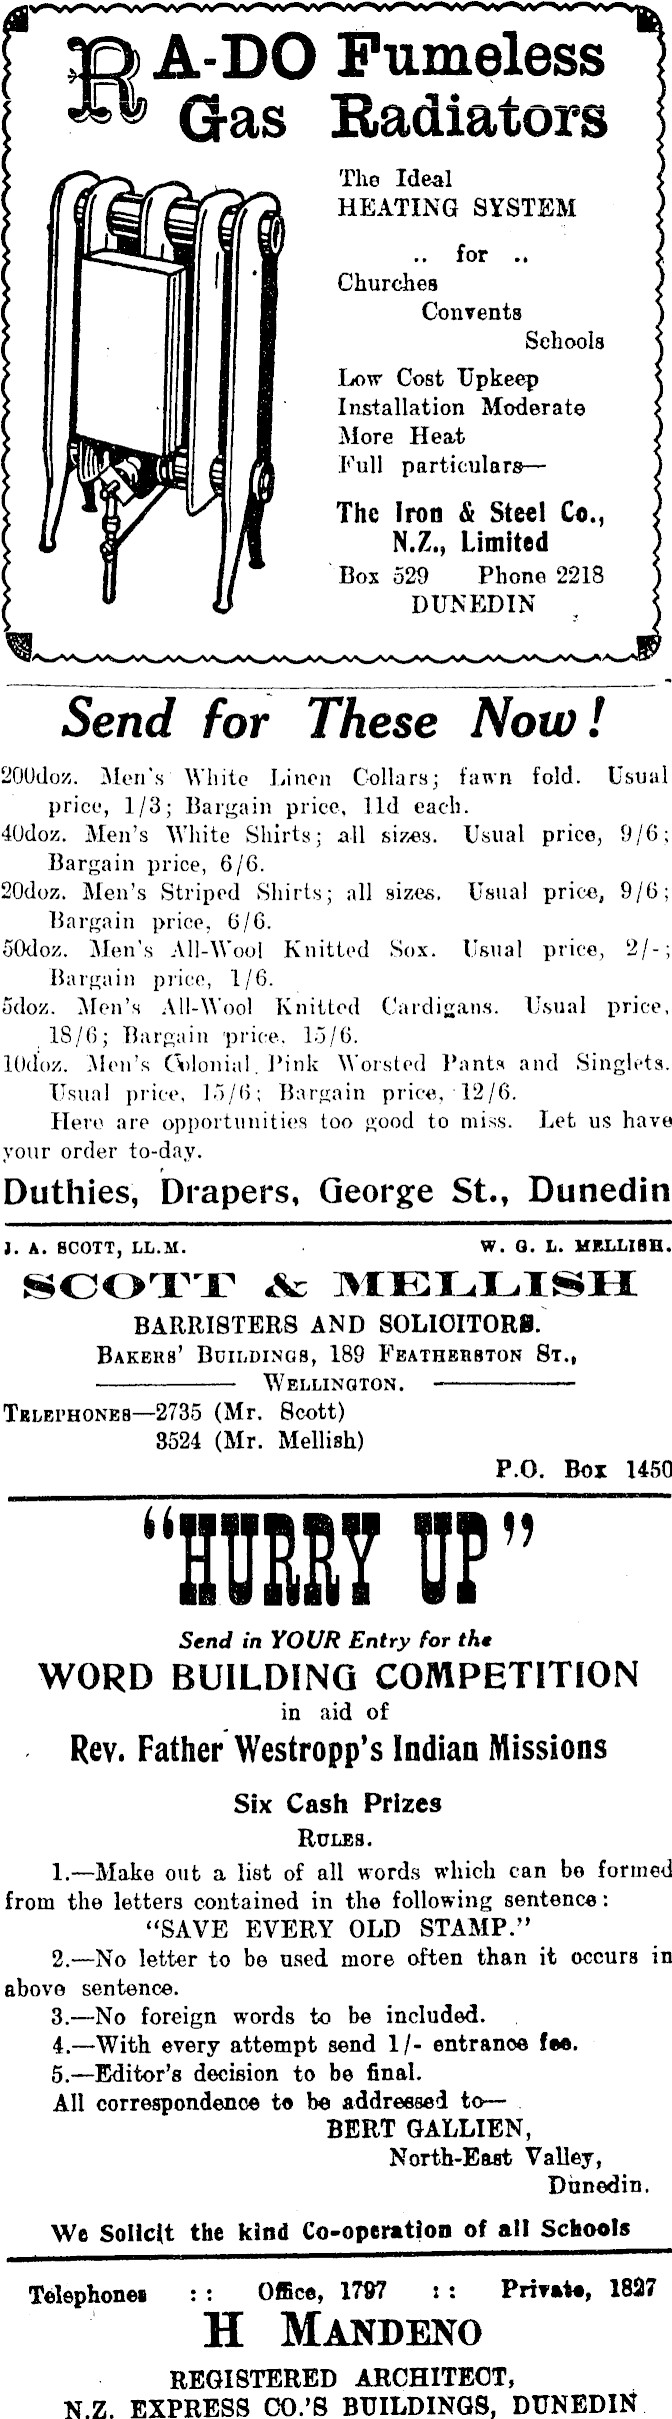 RA-DO Fumeless
Gas Radiators
The Ideal
HEATING SYSTEM
.. for ..
Churches
Convents
Schools
Low Cost Upkeep
Installation Moderate
More Heat
Full particulars—
The Iron & Steel Co.,
N.Z., Limited
Box 529 Phone 2218
DUNEDIN
Send for These Now!
200doz. Men's White Linen Collars; fawn fold. Usual
price, 1/3; Bargain price, 11d each.
40doz. Men's White Shirts; all sizes. Usual price, 9/6;
Bargain price, 6/6.
20doz. Men's Striped Shirts; all sizes. Usual price, 9/6;
Bargain price, 6/6.
50doz. Men's All-Wool Knitted Sox. Usual price, 2/-;
Bargain price, 1/6.
5doz. Men's All-Wool Knitted Cardigans. Usual price,
18/6; Bargain price, 15/6.
10doz. Men's Colonial Pink Worsted Pants and Singlets.
Usual price, 15/6; Bargain price, 12/6.
Here are opportunities too good to miss. Let us have
your order to-day.
Duthies, Drapers, George St., Dunedin
J. A. SCOTT, LL.M. W. G. L. MELLISH.
SCOTT & MELLISH
BARRISTERS AND SOLICITORS.
BAKERS' BUILDINGS, 189 FEATHERSTON ST.,
WELLINGTON.
TELEPHONES—2735 (Mr. Scott)
3524 (Mr. Mellish)
P.O. Box 1450
"HURRY UP"
Send in YOUR Entry for the
WORD BUILDING COMPETITION
in aid of
Rev. Father Westropp's Indian Missions
Six Cash Prizes
RULES.
1.—Make out a list of all words which can be formed
from the letters contained in the following sentence:
"SAVE EVERY OLD STAMP."
2.—No letter to be used more often than it occurs in
above sentence.
3.—No foreign words to be included.
4.—With every attempt send 1/- entrance fee.
5.—Editor's decision to be final.
All correspondence to be addressed to—
BERT GALLIEN,
North-East Valley,
Dunedin.
We Solicit the kind Co-operation of all Schools
Telephones :: Office, 1797 :: Private, 1827
H MANDENO
REGISTERED ARCHITECT,
N.Z. EXPRESS CO.'S BUILDINGS, DUNEDIN